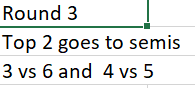 Round 3
Top 2 goes to semis
3 vs 6 and  4 vs 5